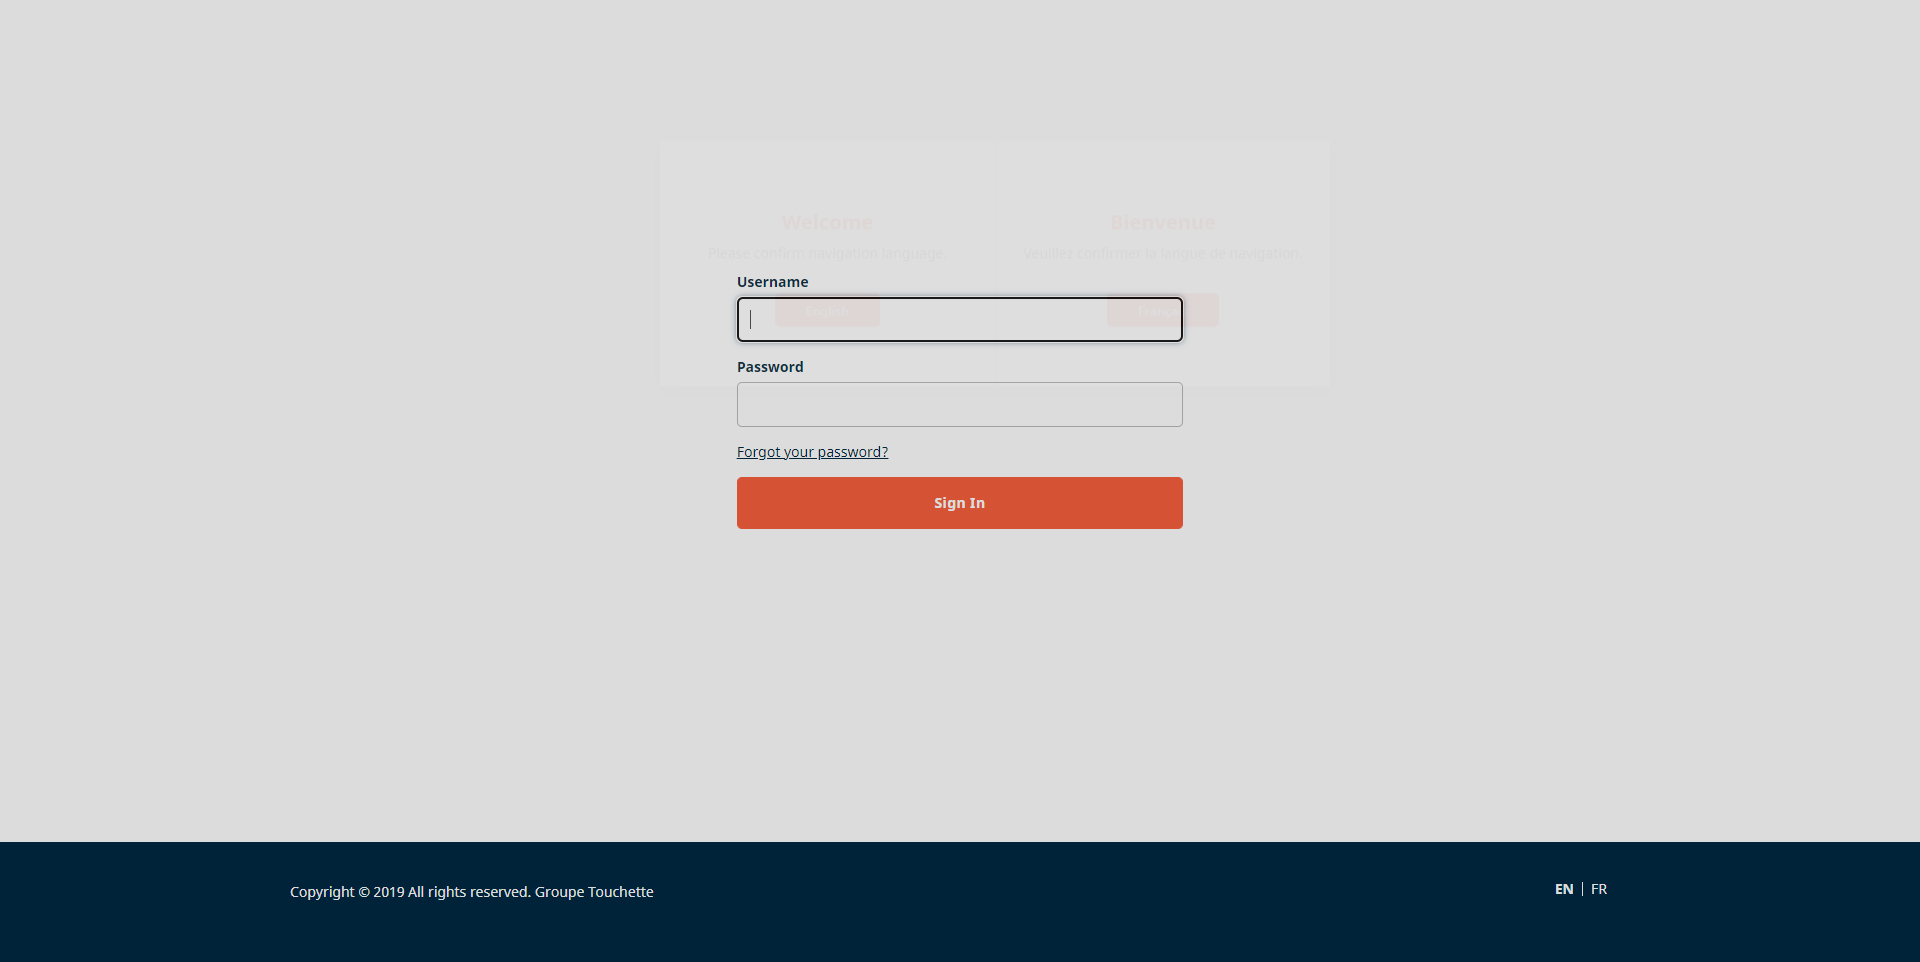 Welcome
Please confirm navigation language.
English
Bienvenue
Veuillez confirmer la langue de navigation.
Username
Password
Forgot your password?
Sign In
Copyright © 2019 All rights reserved. Groupe Touchette
EN | FR